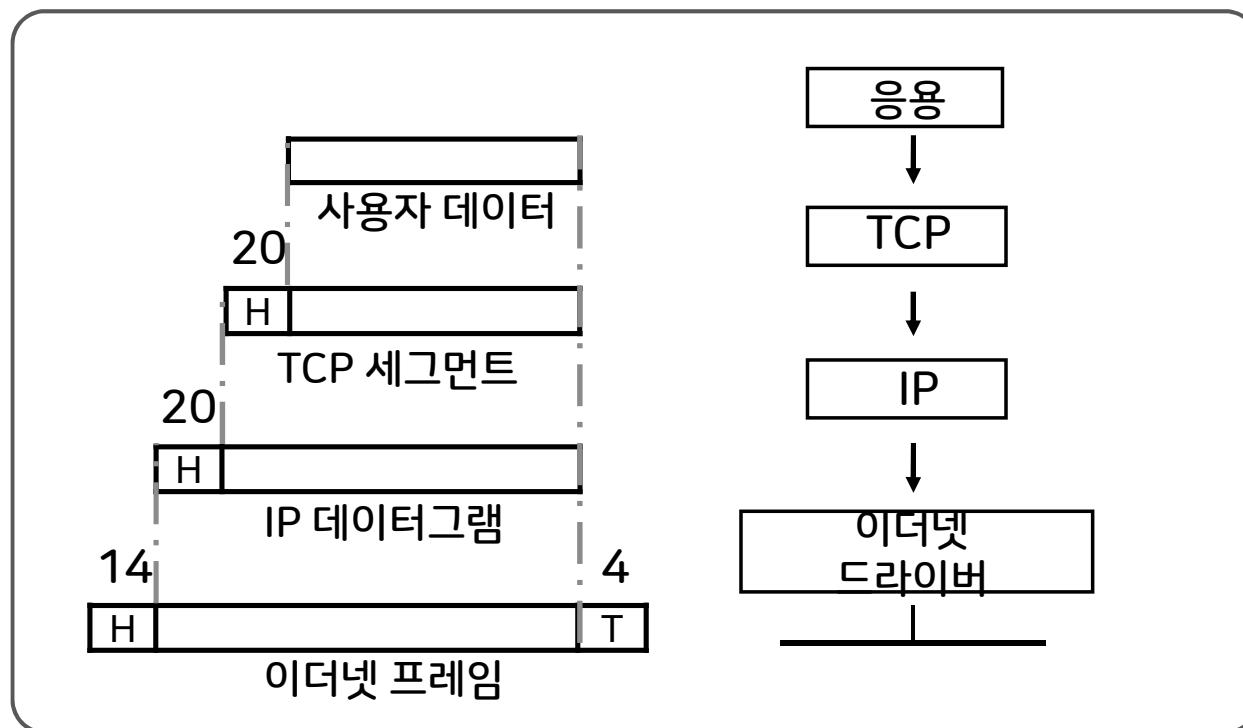 사용자 데이터
20
H
TCP 세그먼트
20
H
IP 데이터그램
14
4
H
T
이더넷 프레임
응용
TCP
IP
이더넷
드라이버